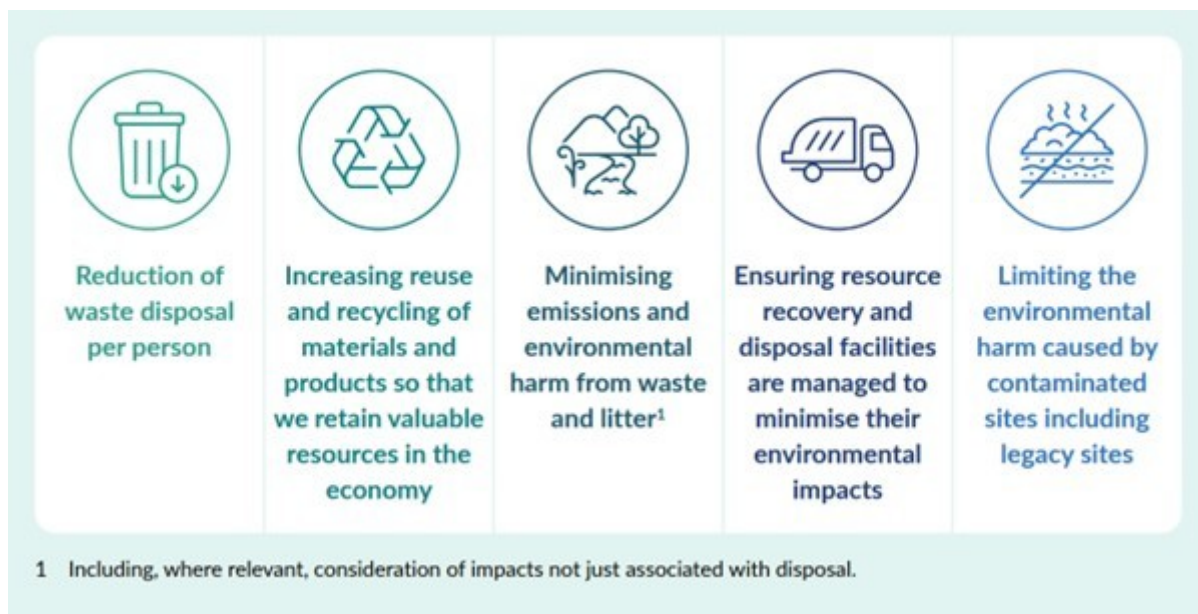 Reduction of
waste disposal
per person
Increasing reuse
and recycling of
materials and
products so that
we retain valuable
resources in the
economy
Minimising
emissions and
environmental
harm from waste
and litter¹
Ensuring resource
recovery and
disposal facilities
are managed to
minimise their
environmental
impacts
Limiting the
environmental
harm caused by
contaminated
sites including
legacy sites
1 Including, where relevant, consideration of impacts not just associated with disposal.